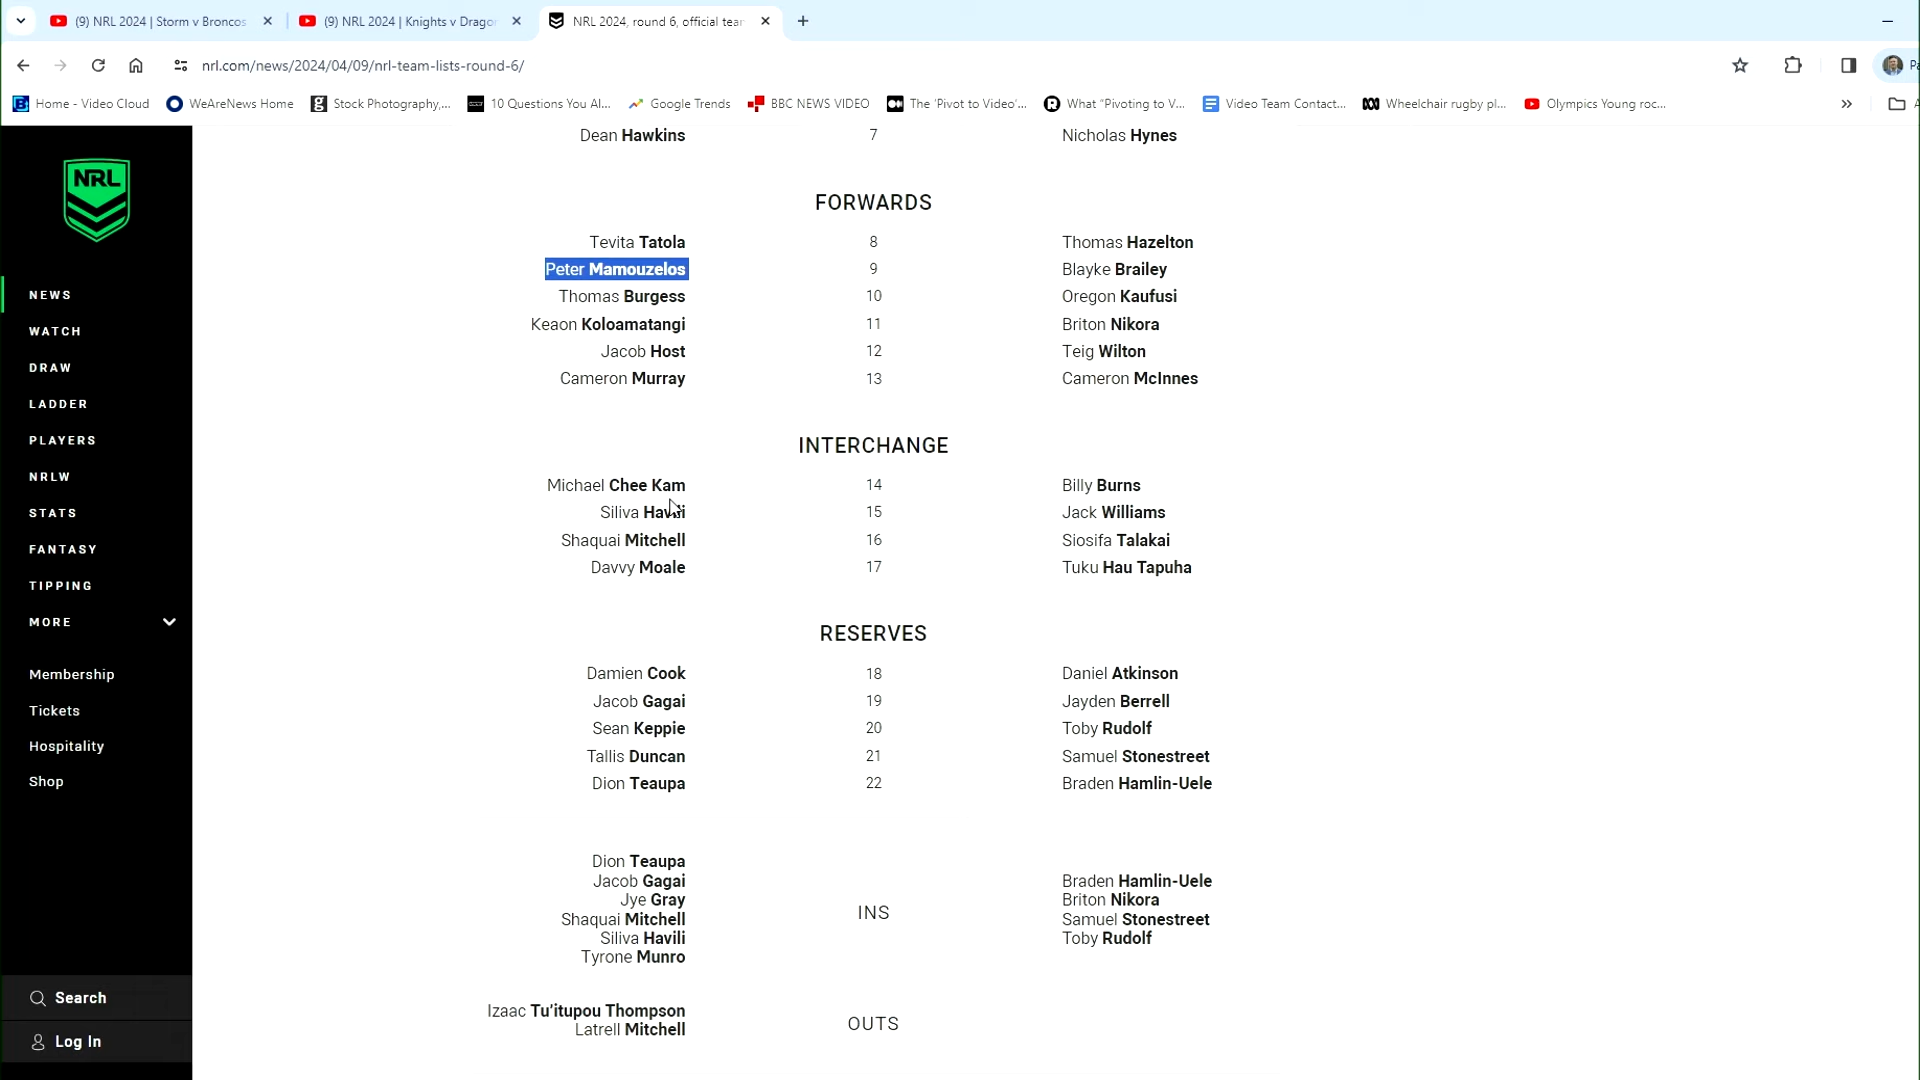 (9) NRL 2024 | Storm v Broncos
(9) NRL 2024 | Knights v Dragor
NRL 2024, round 6, official tear
nrl.com/news/2024/04/09/nrl-team-lists-round-6/
Pa
Home - Video Cloud
WeAreNews Home
Stock Photography,...
10 Questions You Al...
Google Trends
BBC NEWS VIDEO
The 'Pivot to Video'...
What "Pivoting to V...
Video Team Contact...
Wheelchair rugby pl...
Olympics Young roc...
»
A
NRL
NEWS
WATCH
DRAW
LADDER
PLAYERS
NRLW
STATS
FANTASY
TIPPING
MORE
Membership
Tickets
Hospitality
Shop
Search
Log In
Dean Hawkins 7 Nicholas Hynes
FORWARDS
Tevita Tatola 8 Thomas Hazelton
Peter Mamouzelos 9 Blayke Brailey
Thomas Burgess 10 Oregon Kaufusi
Keaon Koloamatangi 11 Briton Nikora
Jacob Host 12 Teig Wilton
Cameron Murray 13 Cameron McInnes
INTERCHANGE
Michael Chee Kam 14 Billy Burns
Siliva Havili 15 Jack Williams
Shaquai Mitchell 16 Siosifa Talakai
Davvy Moale 17 Tuku Hau Tapuha
RESERVES
Damien Cook 18 Daniel Atkinson
Jacob Gagai 19 Jayden Berrell
Sean Keppie 20 Toby Rudolf
Tallis Duncan 21 Samuel Stonestreet
Dion Teaupa 22 Braden Hamlin-Uele
Dion Teaupa
Jacob Gagai
Jye Gray
Shaquai Mitchell
Siliva Havili
Tyrone Munro
INS
Braden Hamlin-Uele
Briton Nikora
Samuel Stonestreet
Toby Rudolf
Izaac Tu'itupou Thompson
Latrell Mitchell
OUTS